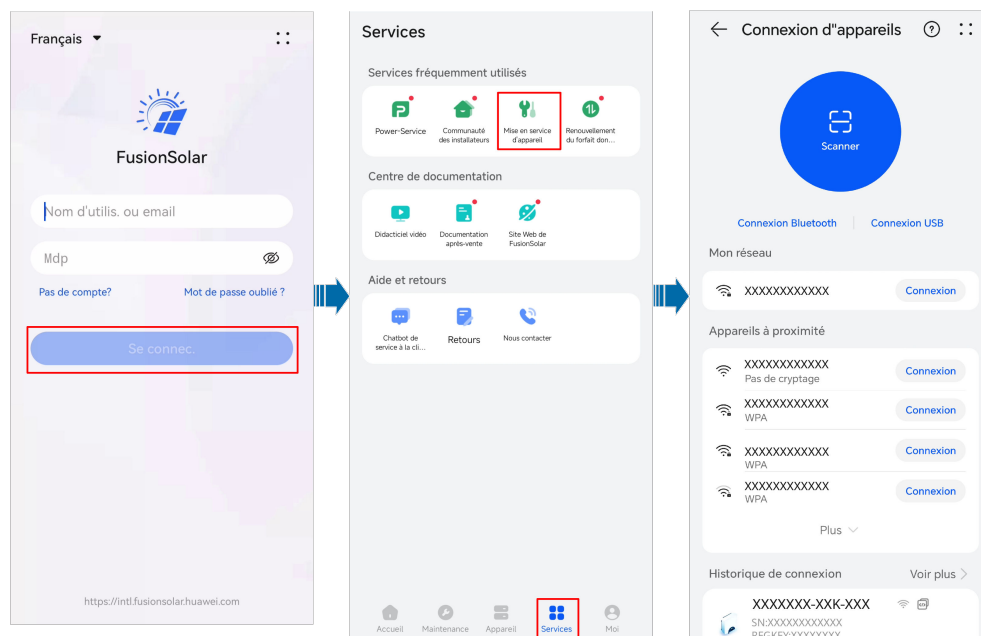 Français
FusionSolar
Nom d'utilis. ou email
Mdp
Pas de compte?
Mot de passe oublié ?
Se connec.
https://intl.fusionsolar.huawei.com
Services
Services fréquemment utilisés
Power-Service
Communauté
des installateurs
Mise en service
d'appareil
Renouvellement
du forfait don...
Centre de documentation
Didacticiel vidéo
Documentation
après-vente
Site Web de
FusionSolar
Aide et retours
Chatbot de
service à la cli...
Retours
Nous contacter
Accueil
Maintenance
Appareil
Services
Moi
Connexion d"appareils
Scanner
Connexion Bluetooth
Connexion USB
Mon réseau
XXXXXXXXXXXX
Connexion
Appareils à proximité
XXXXXXXXXXXX
Pas de cryptage
Connexion
XXXXXXXXXXXX
WPA
Connexion
XXXXXXXXXXXX
WPA
Connexion
XXXXXXXXXXXX
WPA
Connexion
Plus
Historique de connexion
Voir plus
XXXXXXX-XXK-XXX
SN:XXXXXXXXXXXX
REGKEY:XXXXXXXX